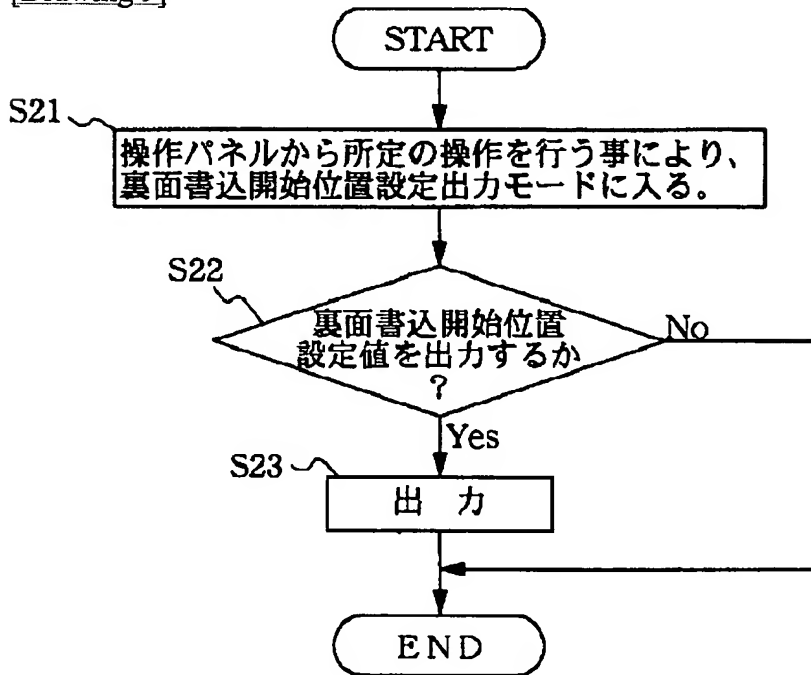 START
S21
操作パネルから所定の操作を行う事により、
裏面書込開始位置設定出力モードに入る。
S22
裏面書込開始位置
設定値を出力するか
?
No
Yes
S23
出 力
END